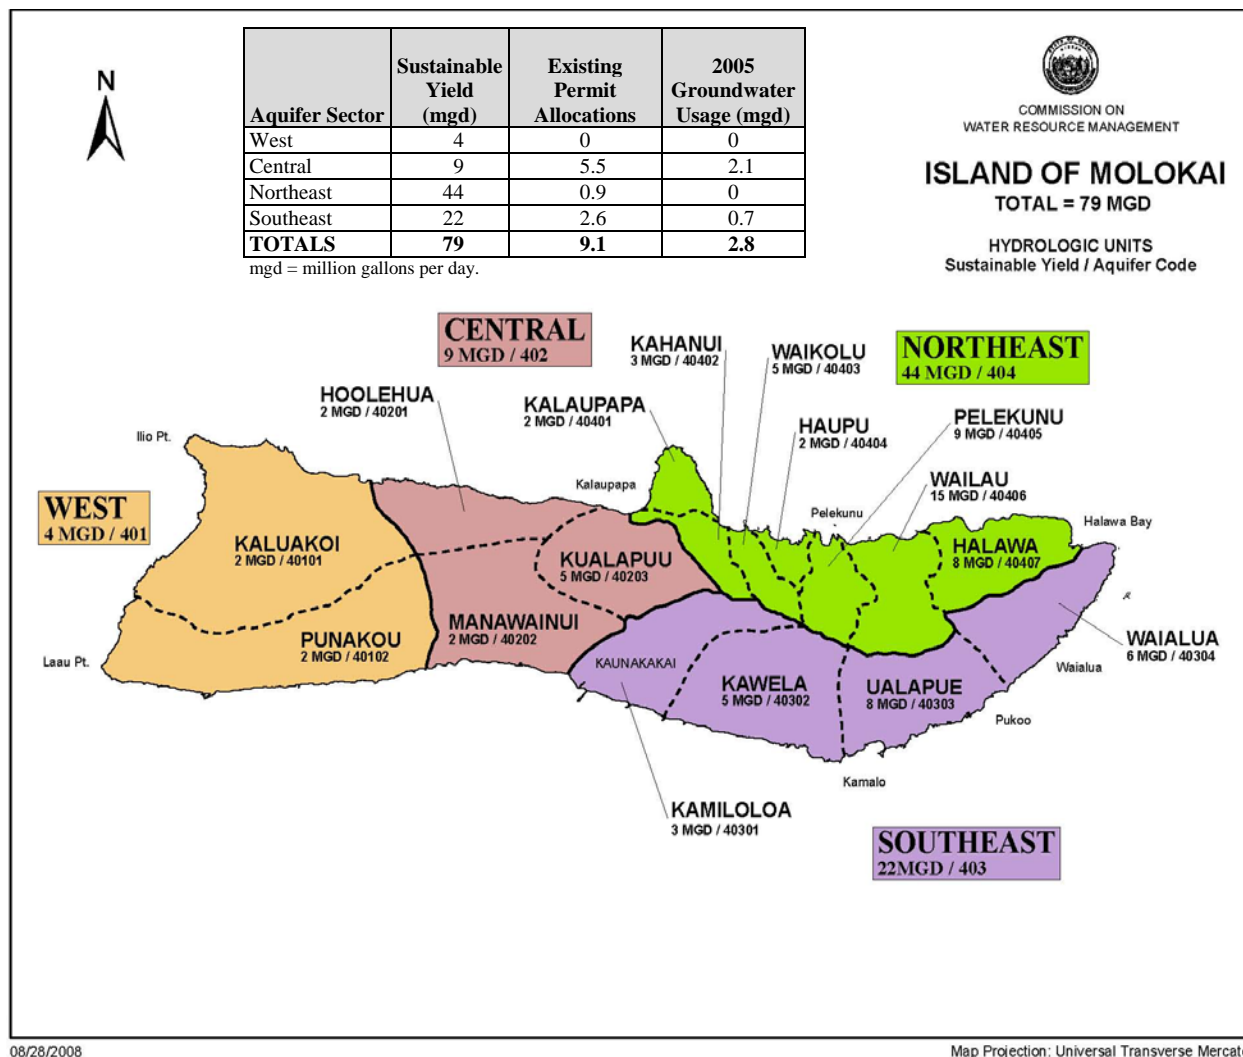 Aquifer Sector Sustainable Yield (mgd) Existing Permit Allocations 2005 Groundwater Usage (mgd)
West 4 0 0
Central 9 5.5 2.1
Northeast 44 0.9 0
Southeast 22 2.6 0.7
TOTALS 79 9.1 2.8
mgd = million gallons per day.
N
COMMISSION ON
WATER RESOURCE MANAGEMENT
ISLAND OF MOLOKAI
TOTAL = 79 MGD
HYDROLOGIC UNITS
Sustainable Yield / Aquifer Code
CENTRAL
9 MGD / 402
KAHANUI
3 MGD / 40402
WAIKOLU
5 MGD / 40403
NORTHEAST
44 MGD / 404
HOOLEHUA
2 MGD / 40201
KALAUPAPA
2 MGD / 40401
HAUPU
2 MGD / 40404
PELEKUNU
9 MGD / 40405
Ilio Pt.
Kalaupapa
WAILAU
15 MGD / 40406
Pelekunu
Halawa Bay
WEST
4 MGD / 401
KALUAKOI
2 MGD / 40101
KUALAPUU
5 MGD / 40203
HALAWA
8 MGD / 40407
PUNAKOU
2 MGD / 40102
MANAWAINUI
2 MGD / 40202
WAIALUA
6 MGD / 40304
Laau Pt.
KAUNAKAKAI
KAWELA
5 MGD / 40302
UALAPUE
8 MGD / 40303
Waialua
Pukoo
Kamalo
KAMILOLOA
3 MGD / 40301
SOUTHEAST
22MGD / 403
08/28/2008
Map Projection: Universal Transverse Mercat